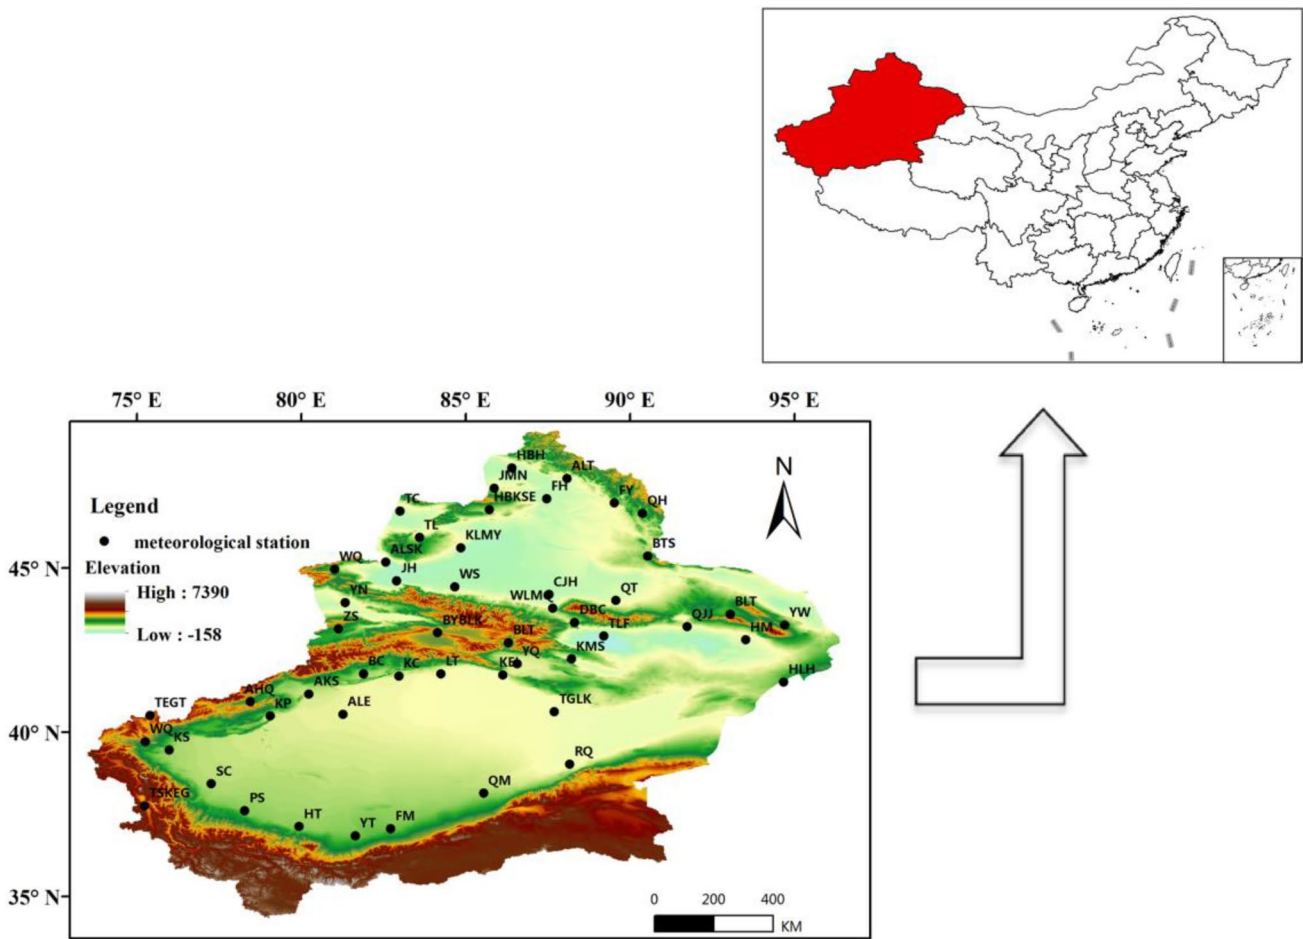 75° E 80° E 85° E 90° E 95° E
45° N
40° N
35° N
Legend
meteorological station
Elevation
High : 7390
Low : -158
N
HBH
ALT
JMN
FH
HBKSE
FY
QH
TC
TL
KLMY
BTS
ALSK
WQ
JH
WS
CJH
QT
YN
WLMQ
DBC
BLT
QJJ
YW
ZS
BYBLK
BLT
TLF
HM
YQ
KMS
BC
KC
LT
KEL
HLH
AHQ
AKS
TEGT
KP
ALE
TGLK
WQ
KS
SC
RQ
TSKEG
PS
QM
HT
YT
FM
0 200 400
KM